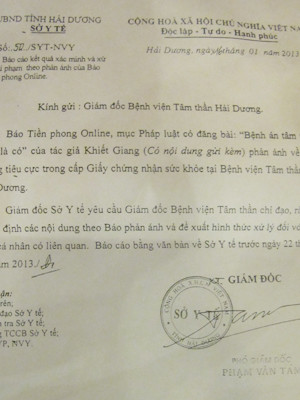 UBND TỈNH HẢI DƯƠNG
SỞ Y TẾ
CỘNG HOÀ XÃ HỘI CHỦ NGHĨA VIỆT NAM
Độc lập - Tự do - Hạnh phúc
/SYT-NVY
Hải Dương, ngày tháng 01 năm 2013
Báo cáo kết quả xác minh và xử
phạm theo phản ánh của Báo
phong Online.
Kính gửi : Giám đốc Bệnh viện Tâm thần Hải Dương.
Báo Tiền phong Online, mục Pháp luật có đăng bài: "Bệnh án tâm
là có" của tác giả Khiết Giang (Có nội dung gửi kèm) phản ánh về
tiêu cực trong cấp Giấy chứng nhận sức khỏe tại Bệnh viện Tâm thần
Dương.
Giám đốc Sở Y tế yêu cầu Giám đốc Bệnh viện Tâm thần chỉ đạo,
định các nội dung theo Báo phản ánh và đề xuất hình thức xử lý đối với
cá nhân có liên quan. Báo cáo bằng văn bản về Sở Y tế trước ngày 22
2013./
GIÁM ĐỐC
SỞ Y TẾ
đạo Sở Y tế;
tra Sở Y tế;
TCCB Sở Y tế;
VP, NVY.
PHÓ GIÁM ĐỐC
PHẠM VĂN TÁM